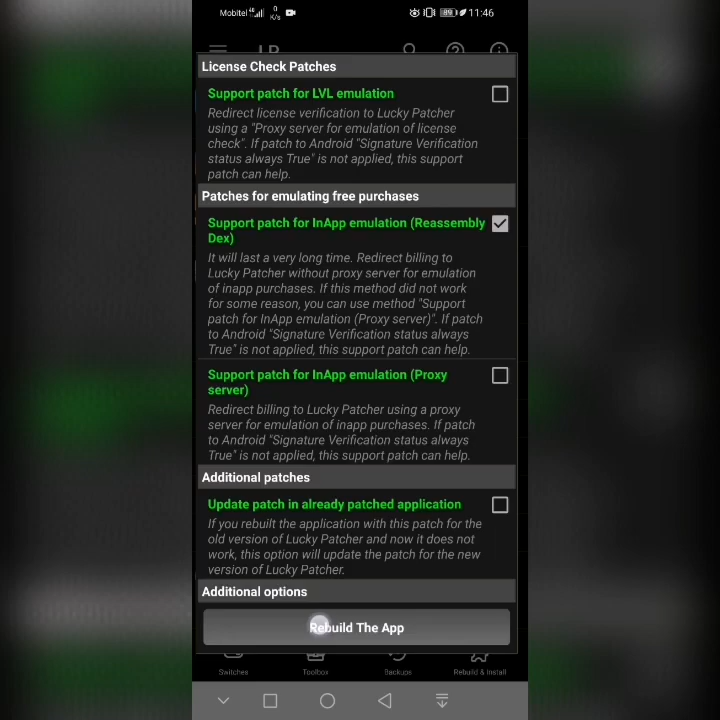 Mobitel 4G 0 K/s 89 11:46
LP
License Check Patches
Support patch for LVL emulation
Redirect license verification to Lucky Patcher
using a "Proxy server for emulation of license
check". If patch to Android "Signature Verification
status always True" is not applied, this support
patch can help.
Patches for emulating free purchases
Support patch for InApp emulation (Reassembly
Dex)
It will last a very long time. Redirect billing to
Lucky Patcher without proxy server for emulation
of inapp purchases. If this method did not work
for some reason, you can use method "Support
patch for InApp emulation (Proxy server)". If patch
to Android "Signature Verification status always
True" is not applied, this support patch can help.
Support patch for InApp emulation (Proxy
server)
Redirect billing to Lucky Patcher using a proxy
server for emulation of inapp purchases. If patch
to Android "Signature Verification status always
True" is not applied, this support patch can help.
Additional patches
Update patch in already patched application
If you rebuilt the application with this patch for the
old version of Lucky Patcher and now it does not
work, this option will update the patch for the new
version of Lucky Patcher.
Additional options
Rebuild The App
Switches Toolbox Backups Rebuild & Install